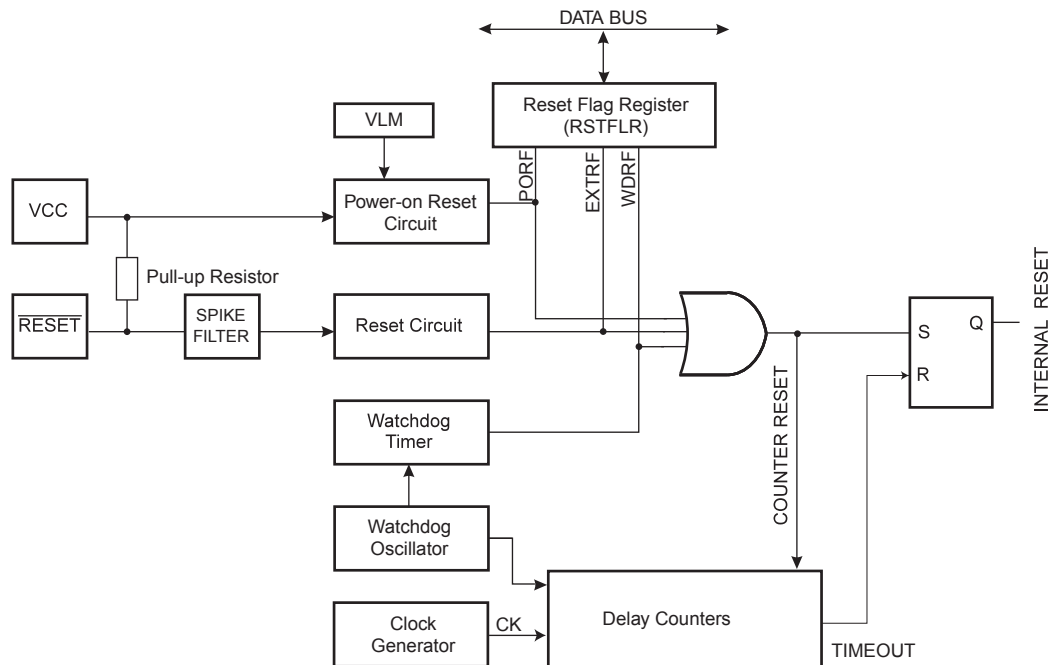 DATA BUS
Reset Flag Register
(RSTFLR)
VLM
PORF
EXTRF
WDRF
VCC
Power-on Reset
Circuit
Pull-up Resistor
RESET
SPIKE
FILTER
Reset Circuit
S
Q
R
INTERNAL RESET
COUNTER RESET
Watchdog
Timer
Watchdog
Oscillator
Clock
Generator
CK
Delay Counters
TIMEOUT